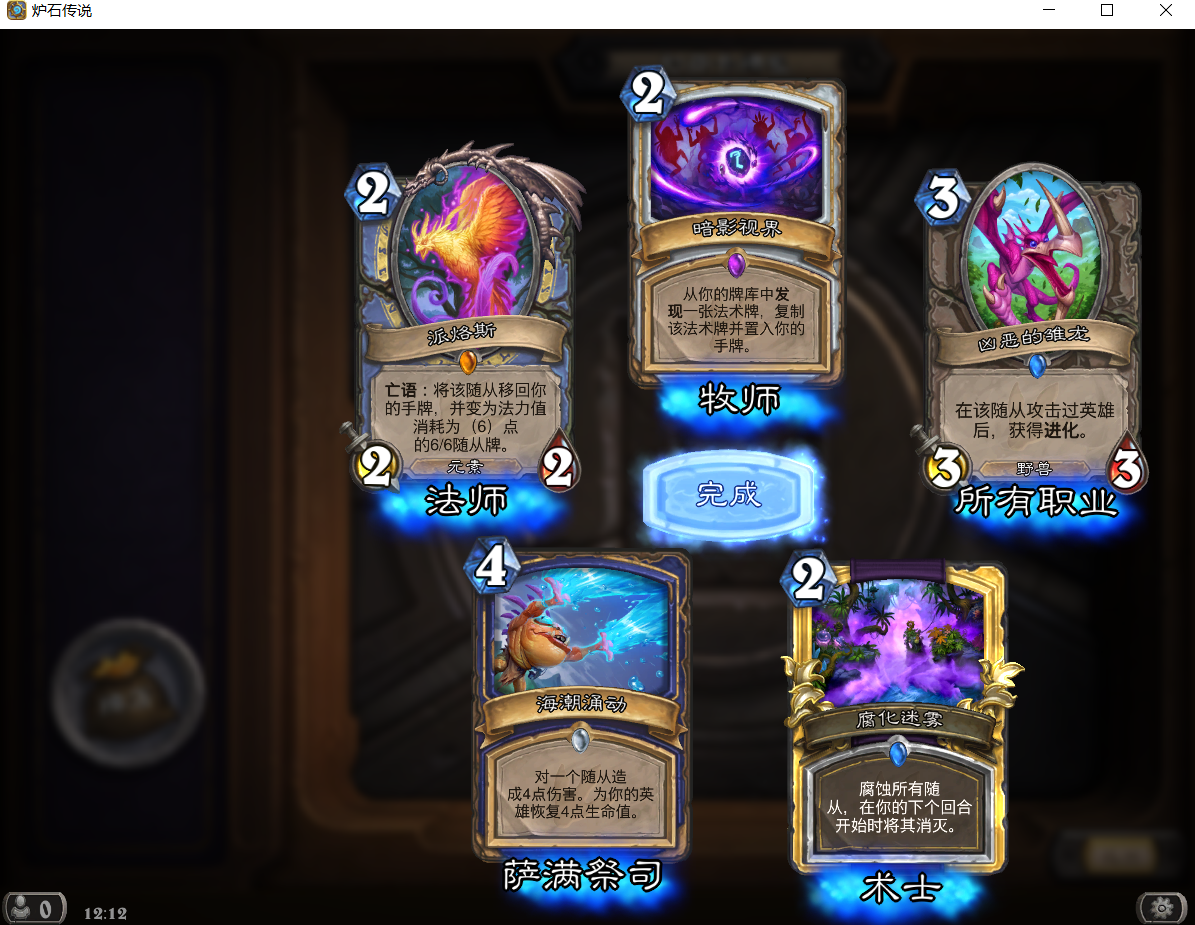 炉石传说
2
暗影视界
从你的牌库中发
现一张法术牌，复制
该法术牌并置入你的
手牌。
牧师
2
派烙斯
亡语：将该随从移回你
的手牌，并变为法力值
消耗为（6）点
的6/6随从牌。
2
元素
2
法师
3
凶恶的雏龙
在该随从攻击过英雄
后，获得进化。
3
野兽
3
所有职业
完成
4
海潮涌动
对一个随从造
成4点伤害。为你的英
雄恢复4点生命值。
萨满祭司
2
腐化迷雾
腐蚀所有随
从，在你的下个回合
开始时将其消灭。
术士
0
12:12